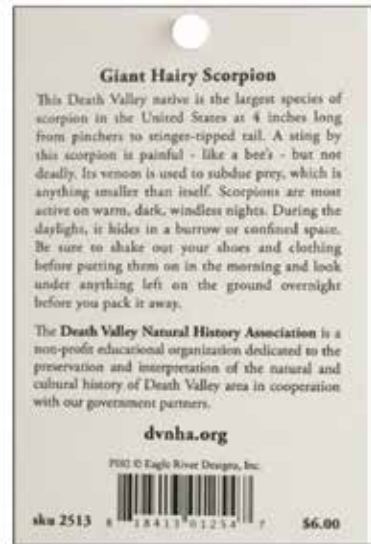 Giant Hairy Scorpion
This Death Valley native is the largest species of
scorpion in the United States at 4 inches long
from pinchers to stinger-tipped tail. A sting by
this scorpion is painful - like a bee's - but not
deadly. Its venom is used to subdue prey, which is
anything smaller than itself. Scorpions are most
active on warm, dark, windless nights. During the
daylight, it hides in a burrow or confined space.
Be sure to shake out your shoes and clothing
before putting them on in the morning and look
under anything left on the ground overnight
before you pack it away.
The Death Valley Natural History Association is a
non-profit educational organization dedicated to the
preservation and interpretation of the natural and
cultural history of Death Valley area in cooperation
with our government partners.
dvnha.org
© Eagle River Designs, Inc.
sku 2513 8 18413 01254 7 $6.00